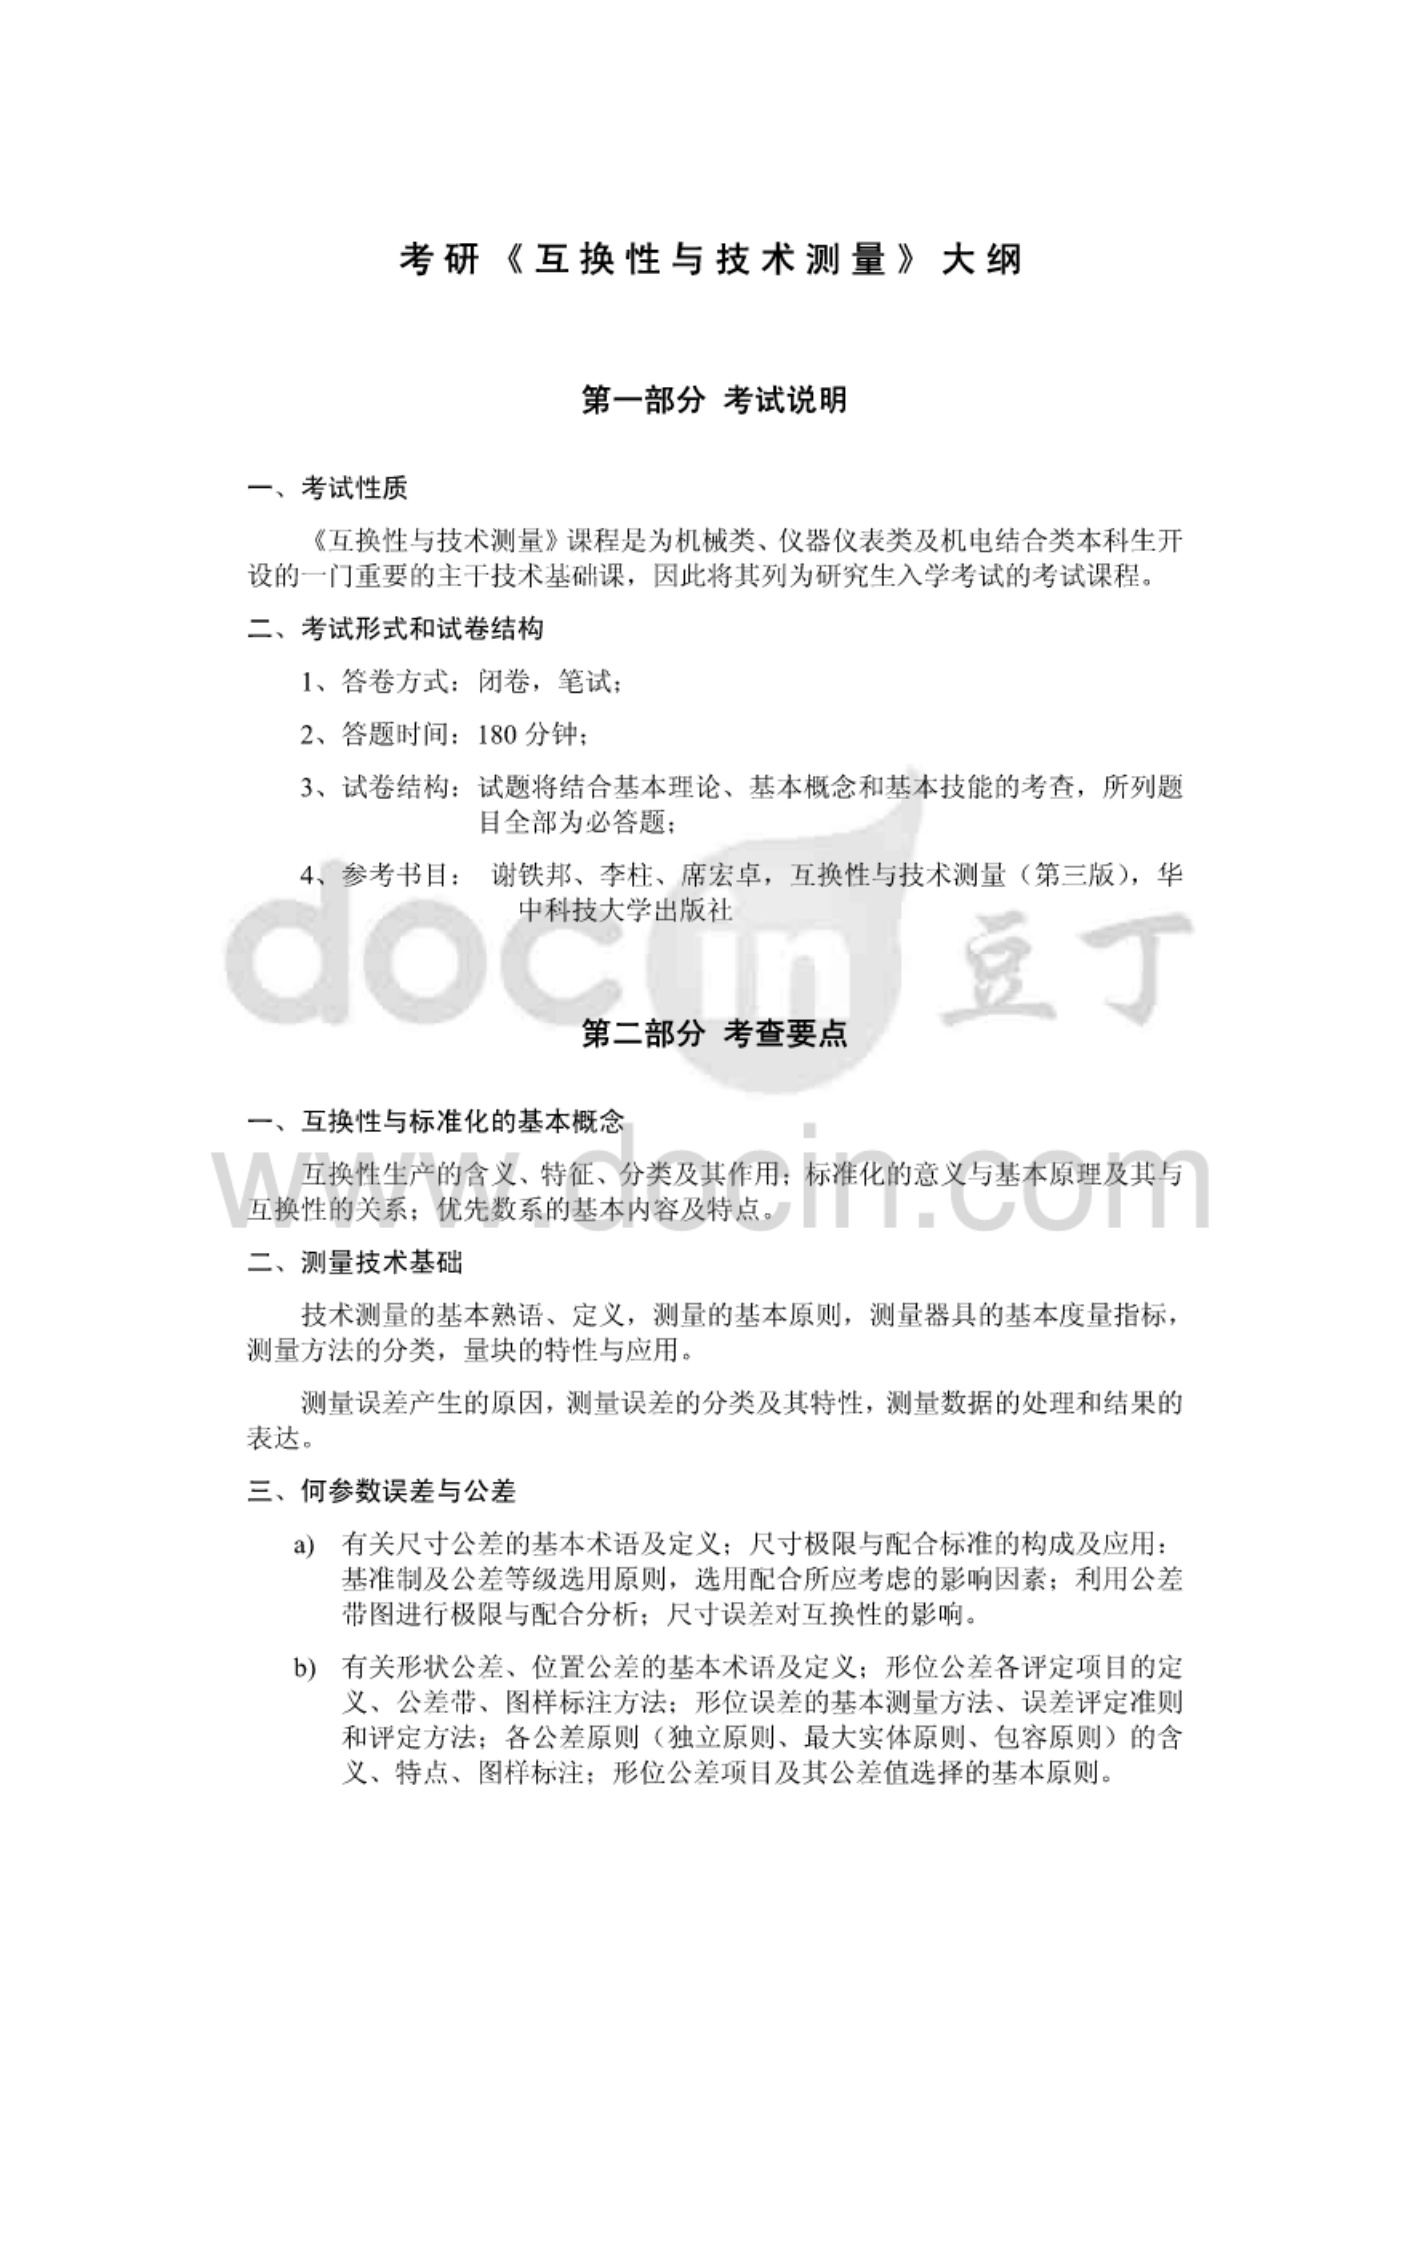 考研《互换性与技术测量》大纲
第一部分 考试说明
一、考试性质
《互换性与技术测量》课程是为机械类、仪器仪表类及机电结合类本科生开
设的一门重要的主干技术基础课，因此将其列为研究生入学考试的考试课程。
二、考试形式和试卷结构
1、答卷方式：闭卷，笔试；
2、答题时间：180 分钟；
3、试卷结构：试题将结合基本理论、基本概念和基本技能的考查，所列题
目全部为必答题；
4、参考书目： 谢铁邦、李柱、席宏卓，互换性与技术测量（第三版），华
中科技大学出版社
docin 豆丁
第二部分 考查要点
一、互换性与标准化的基本概念
www.docin.com
互换性生产的含义、特征、分类及其作用；标准化的意义与基本原理及其与
互换性的关系；优先数系的基本内容及特点。
二、测量技术基础
技术测量的基本熟语、定义，测量的基本原则，测量器具的基本度量指标，
测量方法的分类，量块的特性与应用。
测量误差产生的原因，测量误差的分类及其特性，测量数据的处理和结果的
表达。
三、何参数误差与公差
a) 有关尺寸公差的基本术语及定义；尺寸极限与配合标准的构成及应用：
基准制及公差等级选用原则，选用配合所应考虑的影响因素；利用公差
带图进行极限与配合分析；尺寸误差对互换性的影响。
b) 有关形状公差、位置公差的基本术语及定义；形位公差各评定项目的定
义、公差带、图样标注方法；形位误差的基本测量方法、误差评定准则
和评定方法；各公差原则（独立原则、最大实体原则、包容原则）的含
义、特点、图样标注；形位公差项目及其公差值选择的基本原则。